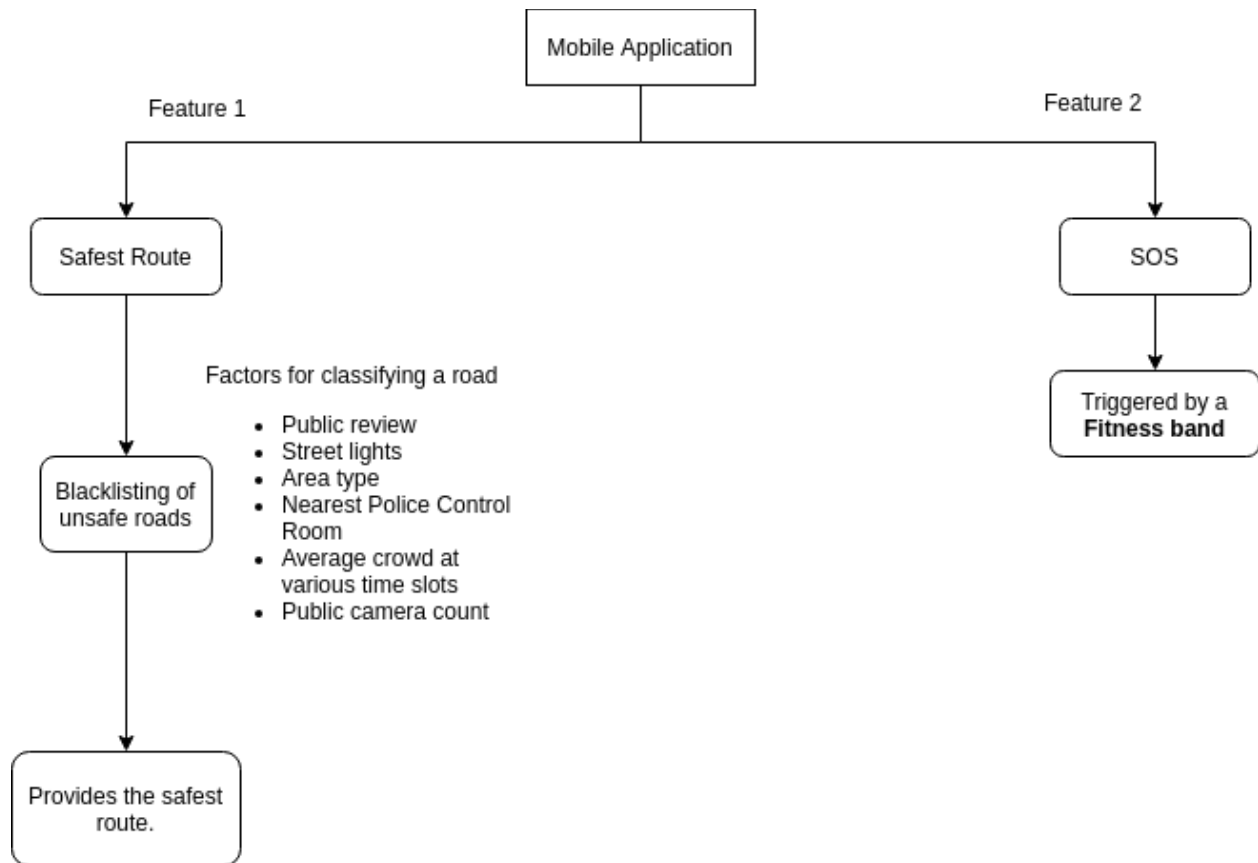 Mobile Application
Feature 1
Feature 2
Safest Route
SOS
Factors for classifying a road
• Public review
• Street lights
• Area type
• Nearest Police Control
Room
• Average crowd at
various time slots
• Public camera count
Triggered by a
Fitness band
Blacklisting of
unsafe roads
Provides the safest
route.